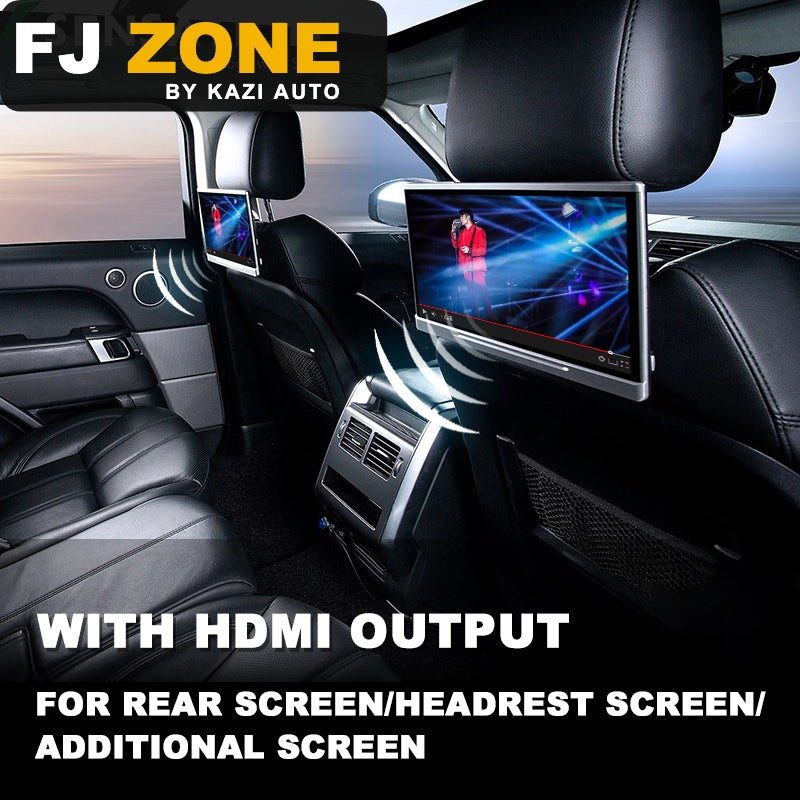 FJ ZONE
BY KAZI AUTO
WITH HDMI OUTPUT
FOR REAR SCREEN/HEADREST SCREEN/
ADDITIONAL SCREEN